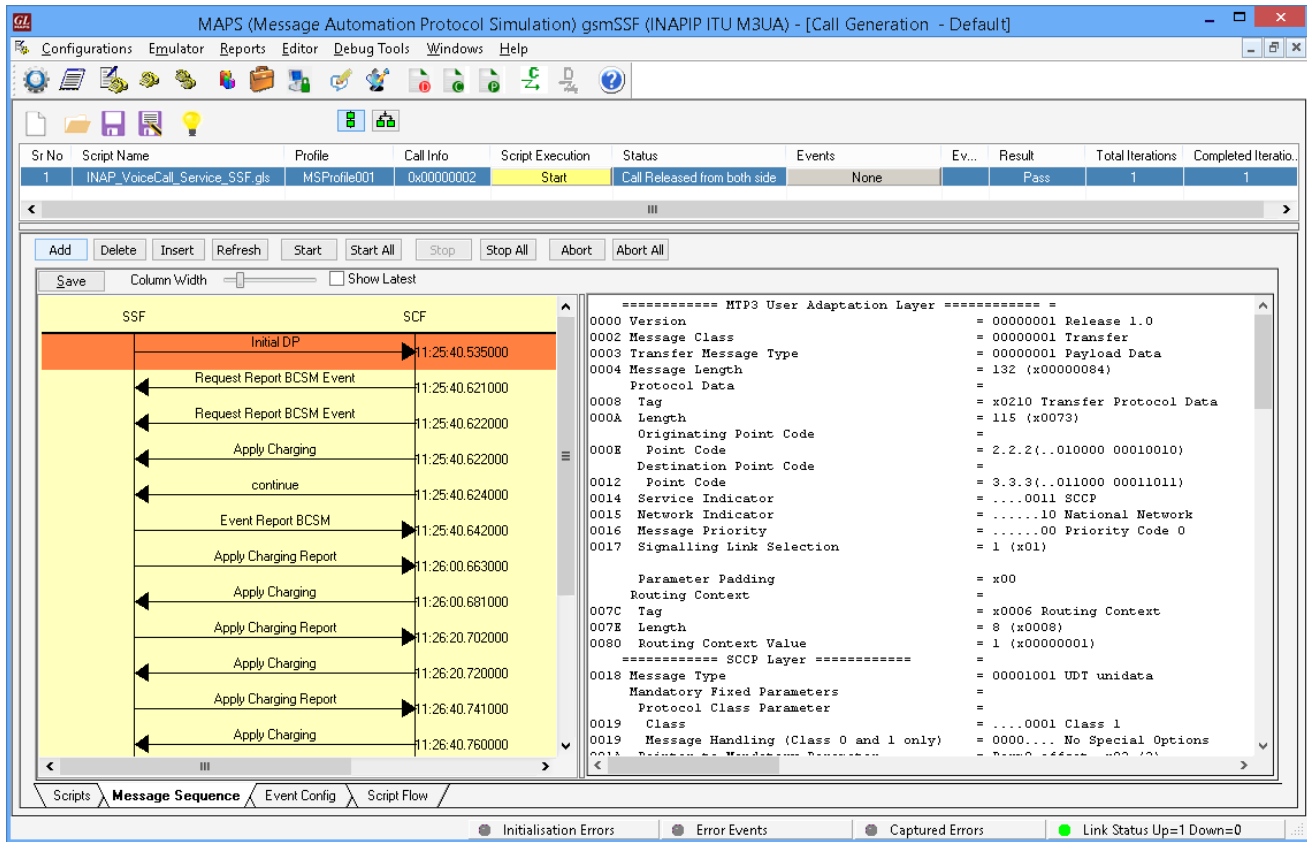 GL
MAPS (Message Automation Protocol Simulation) gsmSSF (INAPIP ITU M3UA) - [Call Generation - Default]
Configurations Emulator Reports Editor Debug Tools Windows Help
Sr No Script Name Profile Call Info Script Execution Status Events Ev... Result Total Iterations Completed Iteratio..
1 INAP_VoiceCall_Service_SSF.gls MSProfile001 0x00000002 Start Call Released from both side None Pass 1 1
Add Delete Insert Refresh Start Start All Stop Stop All Abort Abort All
Save Column Width Show Latest
SSF SCF
Initial DP
11:25:40.535000
Request Report BCSM Event
11:25:40.621000
Request Report BCSM Event
11:25:40.622000
Apply Charging
11:25:40.622000
continue
11:25:40.624000
Event Report BCSM
11:25:40.642000
Apply Charging Report
11:26:00.663000
Apply Charging
11:26:00.681000
Apply Charging Report
11:26:20.702000
Apply Charging
11:26:20.720000
Apply Charging Report
11:26:40.741000
Apply Charging
11:26:40.760000
============ MTP3 User Adaptation Layer ============ =
0000 Version = 00000001 Release 1.0
0002 Message Class = 00000001 Transfer
0003 Transfer Message Type = 00000001 Payload Data
0004 Message Length = 132 (x00000084)
Protocol Data =
0008 Tag = x0210 Transfer Protocol Data
000A Length = 115 (x0073)
Originating Point Code =
000E Point Code = 2.2.2(..010000 00010010)
Destination Point Code =
0012 Point Code = 3.3.3(..011000 00011011)
0014 Service Indicator = ....0011 SCCP
0015 Network Indicator = ......10 National Network
0016 Message Priority = ......00 Priority Code 0
0017 Signalling Link Selection = 1 (x01)
Parameter Padding = x00
Routing Context =
007C Tag = x0006 Routing Context
007E Length = 8 (x0008)
0080 Routing Context Value = 1 (x00000001)
============ SCCP Layer ============ =
0018 Message Type = 00001001 UDT unidata
Mandatory Fixed Parameters =
Protocol Class Parameter =
0019 Class = ....0001 Class 1
0019 Message Handling (Class 0 and 1 only) = 0000.... No Special Options
Scripts Message Sequence Event Config Script Flow
Initialisation Errors Error Events Captured Errors Link Status Up=1 Down=0